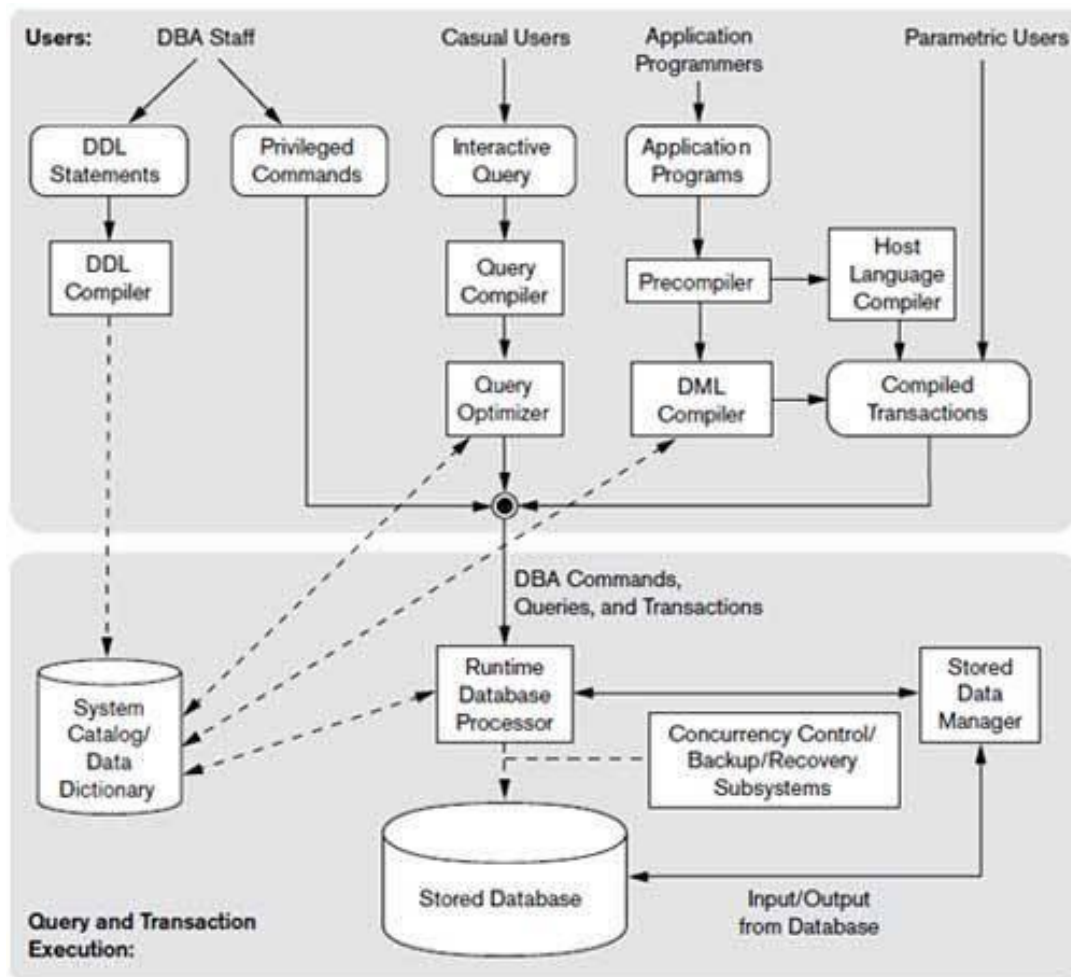 Users:
DBA Staff
Casual Users
Application
Programmers
Parametric Users
DDL
Statements
Privileged
Commands
Interactive
Query
Application
Programs
DDL
Compiler
Query
Compiler
Precompiler
Host
Language
Compiler
Query
Optimizer
DML
Compiler
Compiled
Transactions
DBA Commands,
Queries, and Transactions
System
Catalog/
Data
Dictionary
Runtime
Database
Processor
Stored
Data
Manager
Concurrency Control/
Backup/Recovery
Subsystems
Stored Database
Input/Output
from Database
Query and Transaction
Execution: